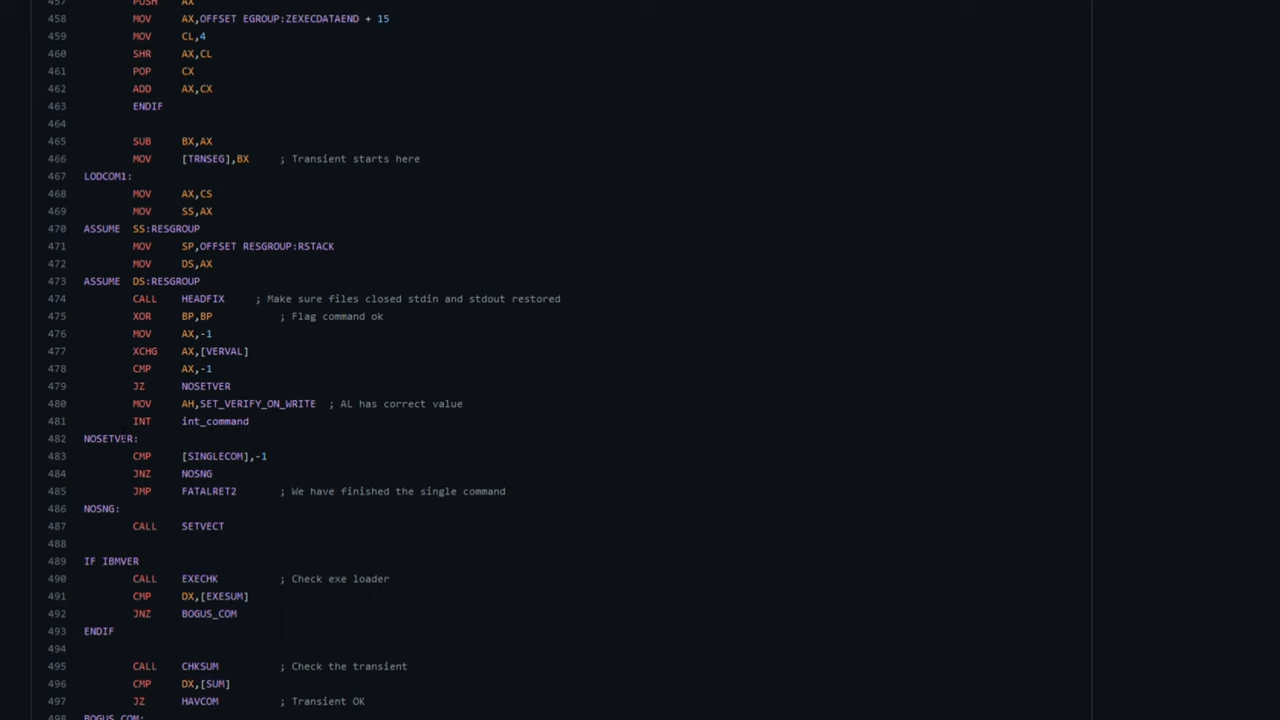 457 PUSH AX
458 MOV AX,OFFSET EGROUP:ZEXECDATAEND + 15
459 MOV CL,4
460 SHR AX,CL
461 POP CX
462 ADD AX,CX
463 ENDIF
464
465 SUB BX,AX
466 MOV [TRNSEG],BX ; Transient starts here
467 LODCOM1:
468 MOV AX,CS
469 MOV SS,AX
470 ASSUME SS:RESGROUP
471 MOV SP,OFFSET RESGROUP:RSTACK
472 MOV DS,AX
473 ASSUME DS:RESGROUP
474 CALL HEADFIX ; Make sure files closed stdin and stdout restored
475 XOR BP,BP ; Flag command ok
476 MOV AX,-1
477 XCHG AX,[VERVAL]
478 CMP AX,-1
479 JZ NOSETVER
480 MOV AH,SET_VERIFY_ON_WRITE ; AL has correct value
481 INT int_command
482 NOSETVER:
483 CMP [SINGLECOM],-1
484 JNZ NOSNG
485 JMP FATALRET2 ; We have finished the single command
486 NOSNG:
487 CALL SETVECT
488
489 IF IBMVER
490 CALL EXECHK ; Check exe loader
491 CMP DX,[EXESUM]
492 JNZ BOGUS_COM
493 ENDIF
494
495 CALL CHKSUM ; Check the transient
496 CMP DX,[SUM]
497 JZ HAVCOM ; Transient OK
498 BOGUS_COM: